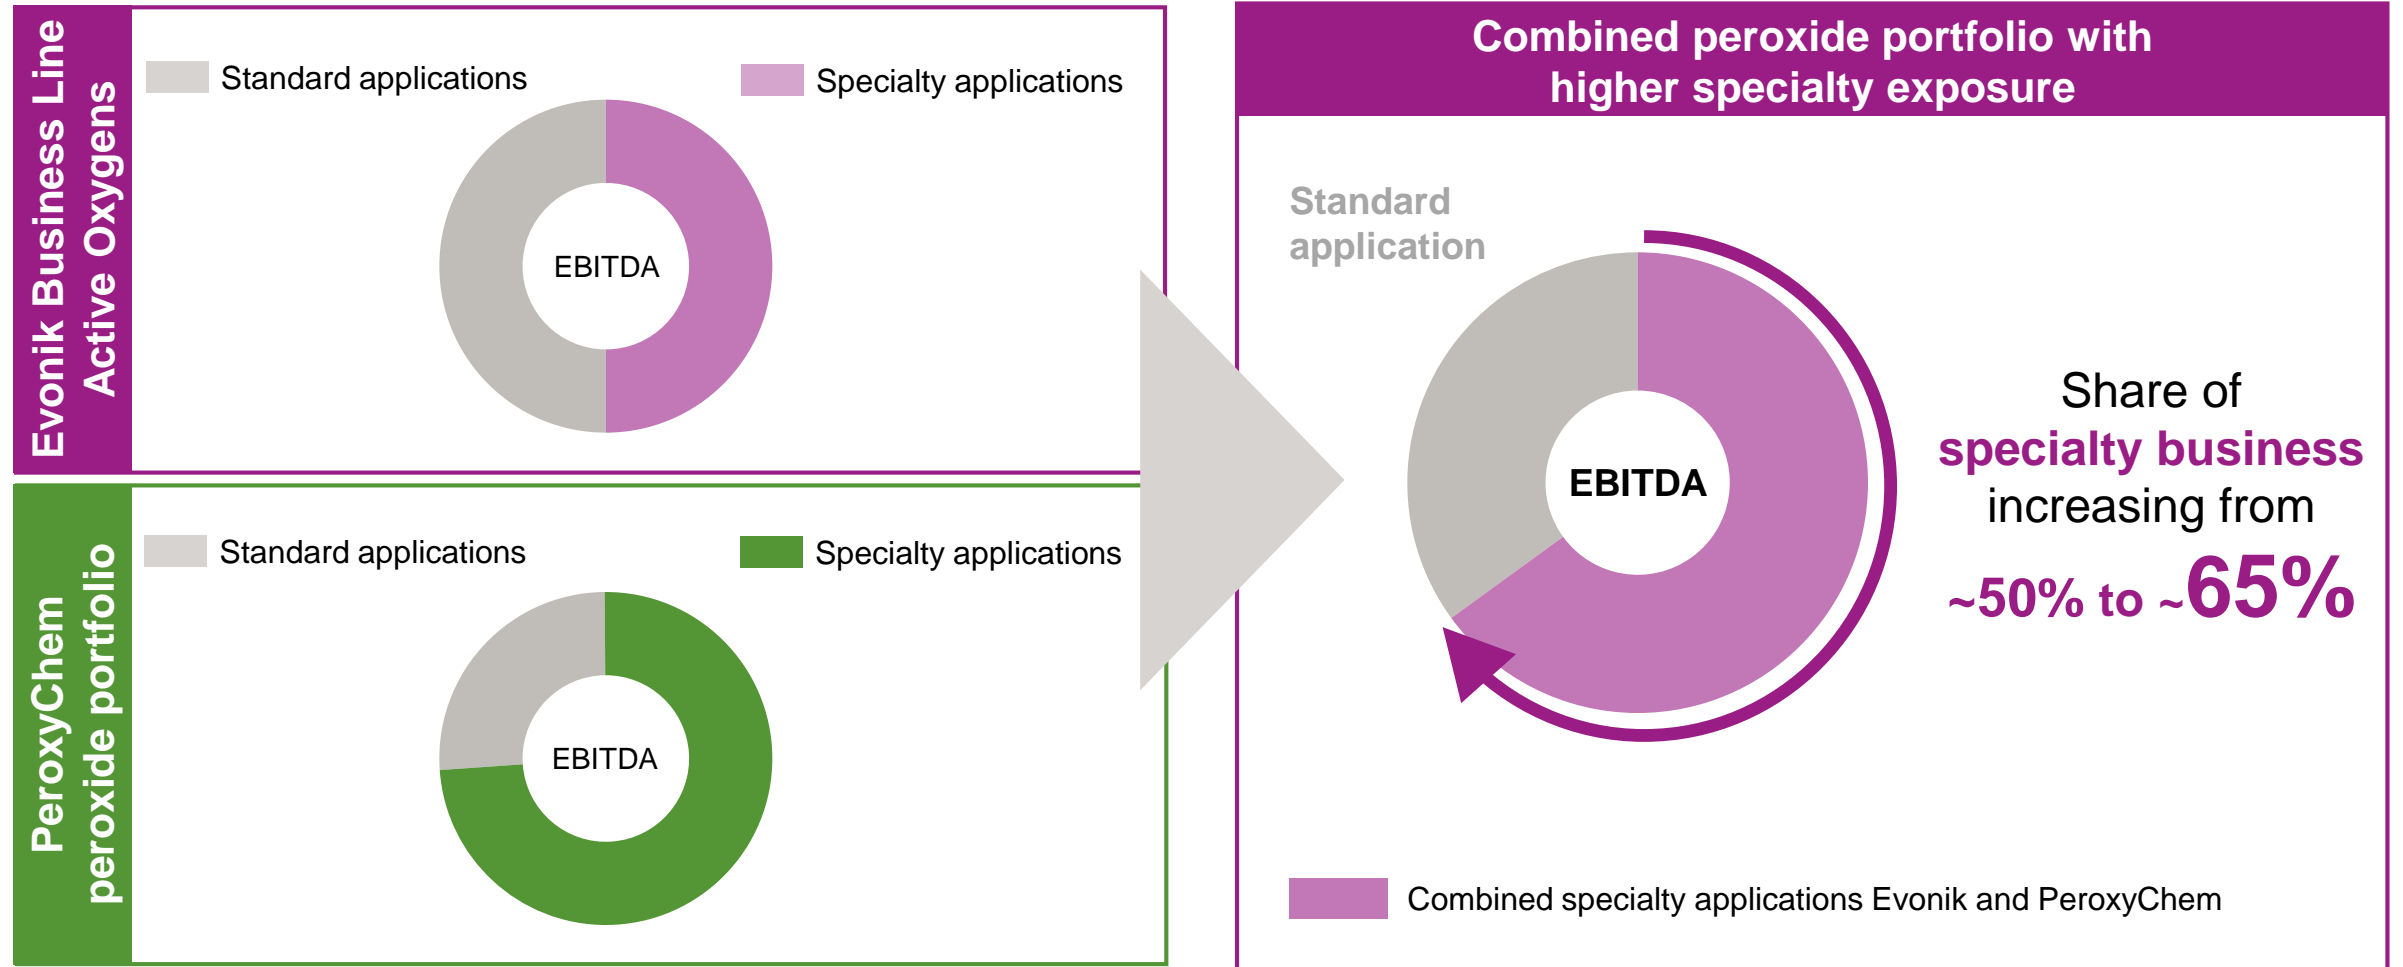 Evonik Business Line
Active Oxygens
Standard applications
Specialty applications
EBITDA
PeroxyChem
peroxide portfolio
Standard applications
Specialty applications
EBITDA
Combined peroxide portfolio with
higher specialty exposure
Standard
application
EBITDA
Share of
specialty business
increasing from
~50% to ~65%
Combined specialty applications Evonik and PeroxyChem